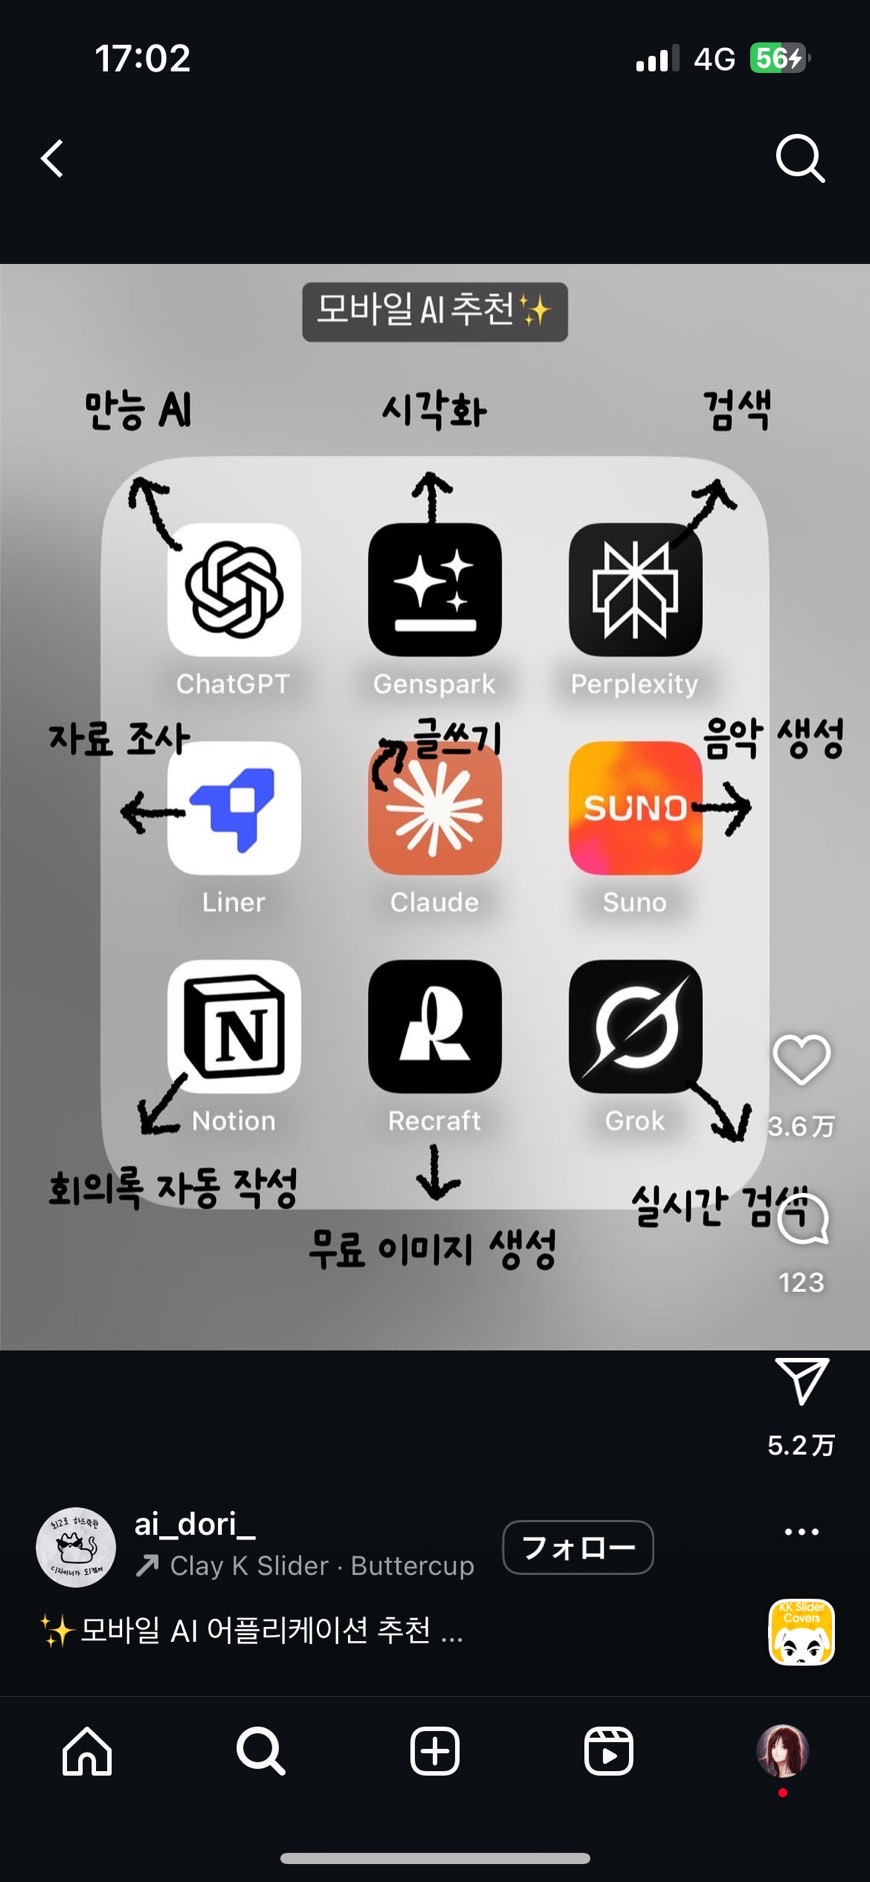 17:02
4G
56
모바일 AI 추천✨
만능 AI
시각화
검색
ChatGPT
Genspark
Perplexity
자료 조사
글쓰기
음악 생성
SUNO
Liner
Claude
Suno
N
Notion
Recraft
Grok
3.6万
회의록 자동 작성
실시간 검색
무료 이미지 생성
123
5.2万
ai_dori_
フォロー
Clay K Slider · Buttercup
✨모바일 AI 어플리케이션 추천 ...
KK Slider
Covers